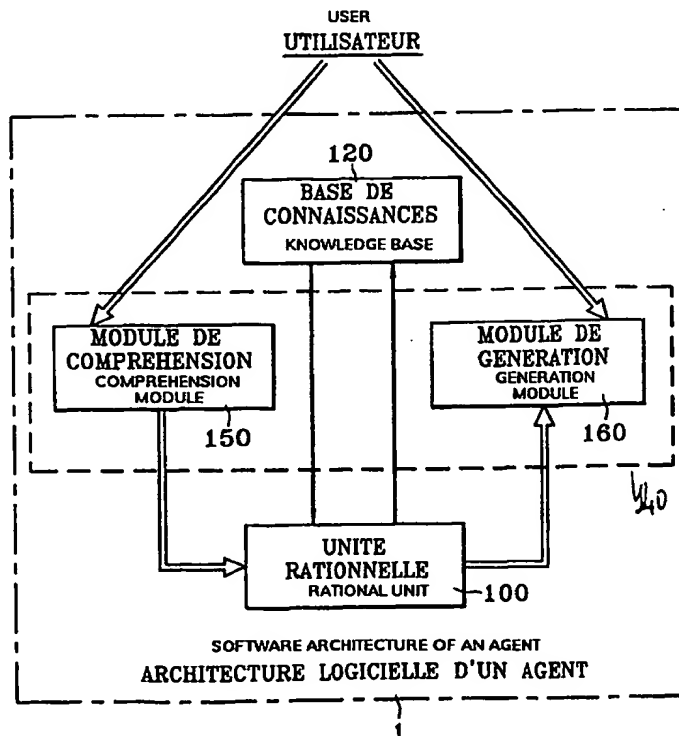 USER
UTILISATEUR
120
BASE DE
CONNAISSANCES
KNOWLEDGE BASE
MODULE DE
COMPREHENSION
COMPREHENSION
MODULE
150
MODULE DE
GENERATION
GENERATION
MODULE
160
140
UNITE
RATIONNELLE
RATIONAL UNIT
100
SOFTWARE ARCHITECTURE OF AN AGENT
ARCHITECTURE LOGICIELLE D'UN AGENT
1